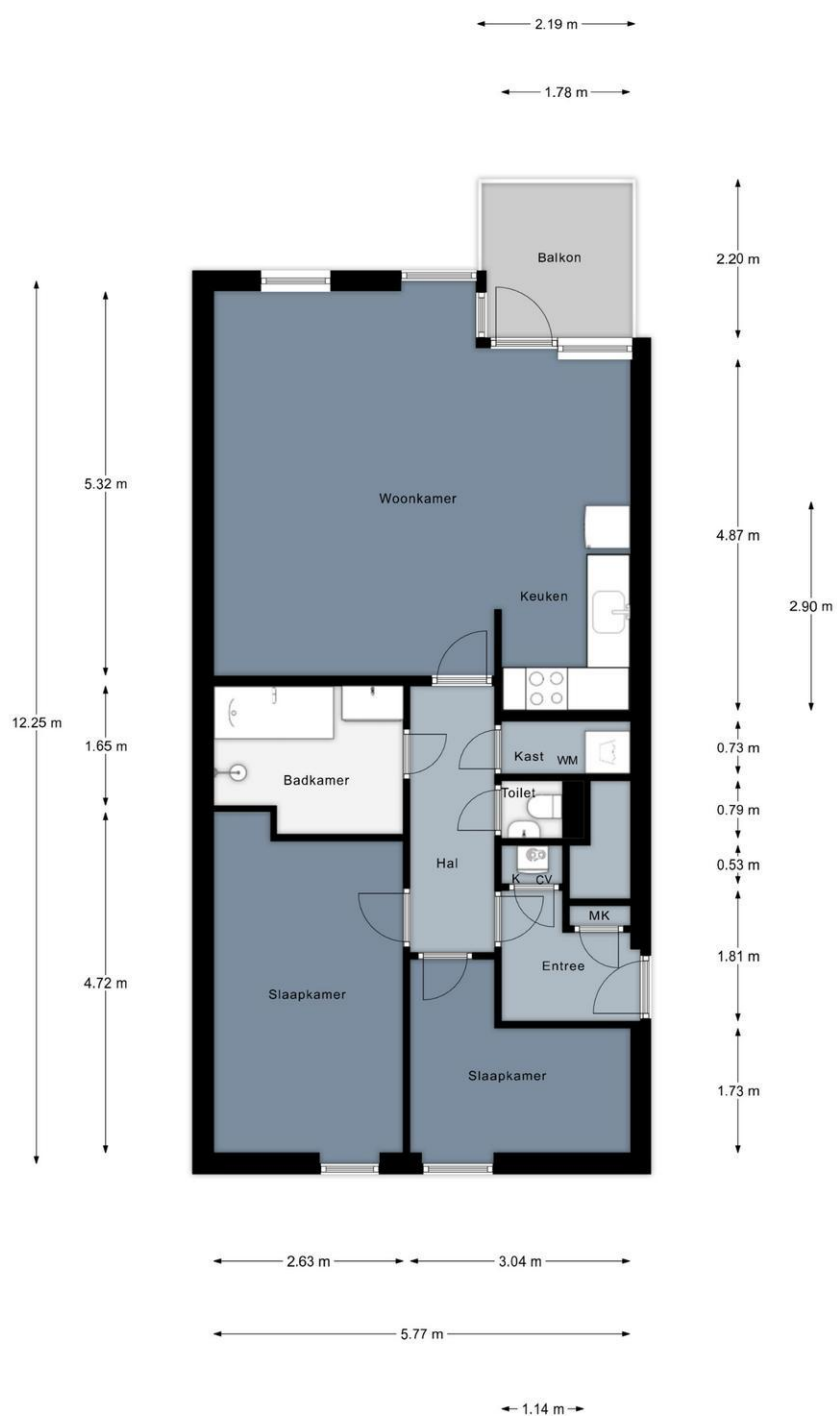 2.19 m
1.78 m
Balkon
2.20 m
5.32 m
Woonkamer
4.87 m
Keuken
2.90 m
12.25 m
1.65 m
Kast
WM
0.73 m
Badkamer
Toilet
0.79 m
Hal
K
CV
0.53 m
MK
Entree
1.81 m
4.72 m
Slaapkamer
Slaapkamer
1.73 m
2.63 m
3.04 m
5.77 m
1.14 m